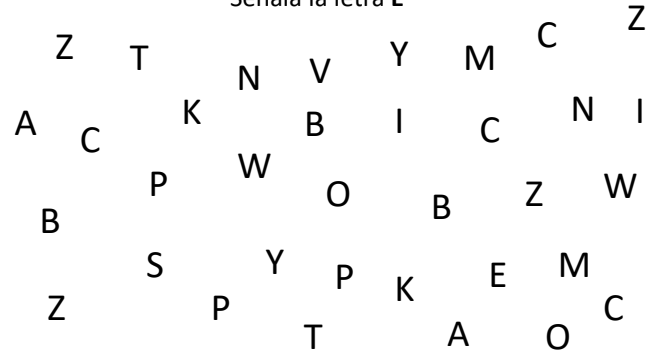 Señala la letra E
Z T N V Y M C Z
A C K B I C N I
B P W O B Z W
S Y P K E M
Z P T A O C